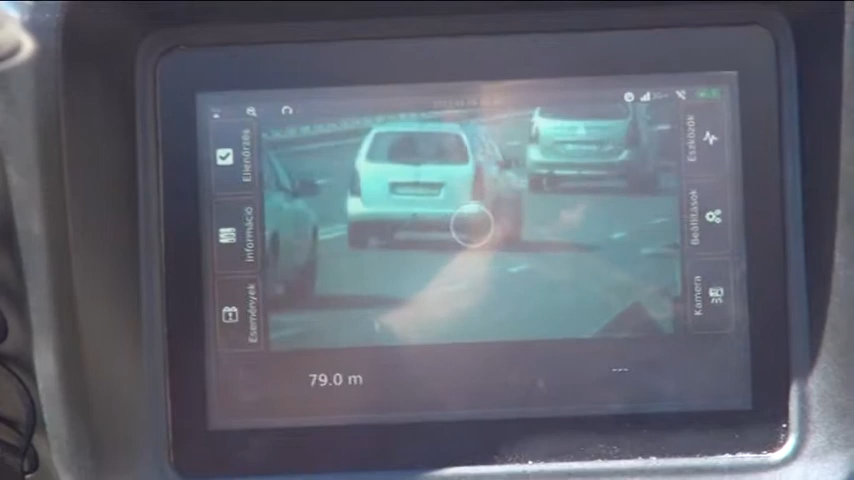 Ellenőrzés
Információ
Események
Eszközök
Beállítások
Kamera
79.0 m
---